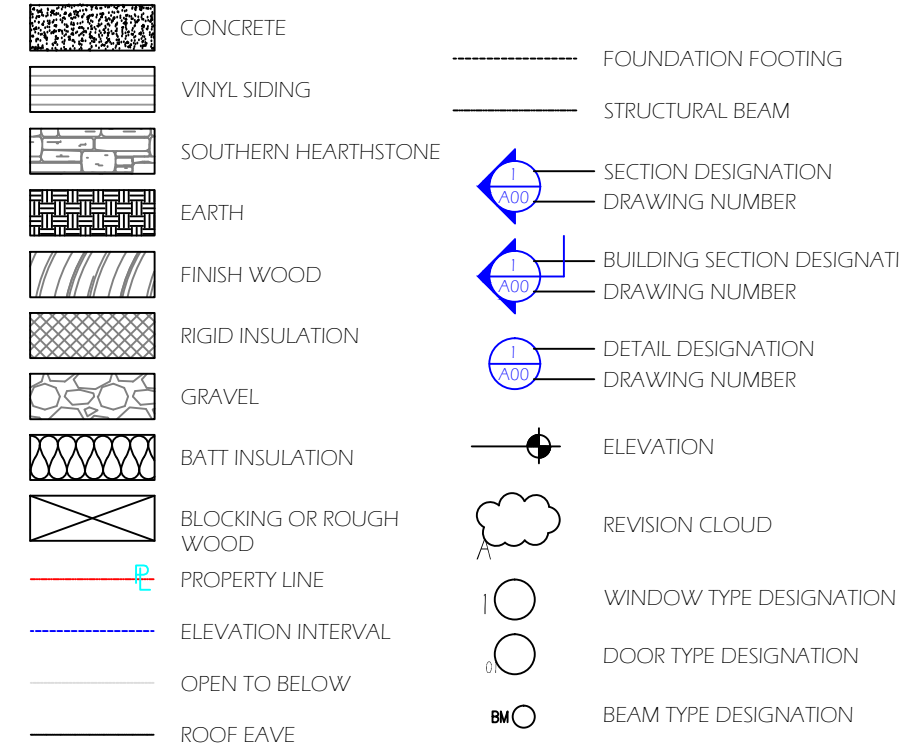 CONCRETE
VINYL SIDING
SOUTHERN HEARTHSTONE
EARTH
FINISH WOOD
RIGID INSULATION
GRAVEL
BATT INSULATION
BLOCKING OR ROUGH
WOOD
PL
PROPERTY LINE
ELEVATION INTERVAL
OPEN TO BELOW
ROOF EAVE
FOUNDATION FOOTING
STRUCTURAL BEAM
1 SECTION DESIGNATION
A00 DRAWING NUMBER
1 BUILDING SECTION DESIGNATI
A00 DRAWING NUMBER
1 DETAIL DESIGNATION
A00 DRAWING NUMBER
ELEVATION
A
REVISION CLOUD
1 WINDOW TYPE DESIGNATION
01 DOOR TYPE DESIGNATION
BM BEAM TYPE DESIGNATION